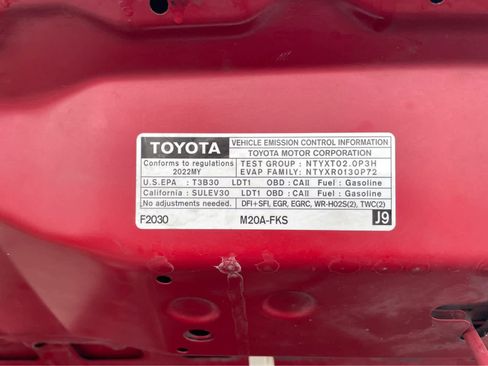 TOYOTA VEHICLE EMISSION CONTROL INFORMATION
TOYOTA MOTOR CORPORATION
Conforms to regulations TEST GROUP : NTYXT02.0P3H
2022MY EVAP FAMILY: NTYXR0130P72
U.S.EPA : T3B30 LDT1 OBD : CAII Fuel : Gasoline
California : SULEV30 LDT1 OBD : CAII Fuel : Gasoline
No adjustments needed. DFI+SFI, EGR, EGRC, WR-HO2S(2), TWC(2)
F2030 M20A-FKS J9